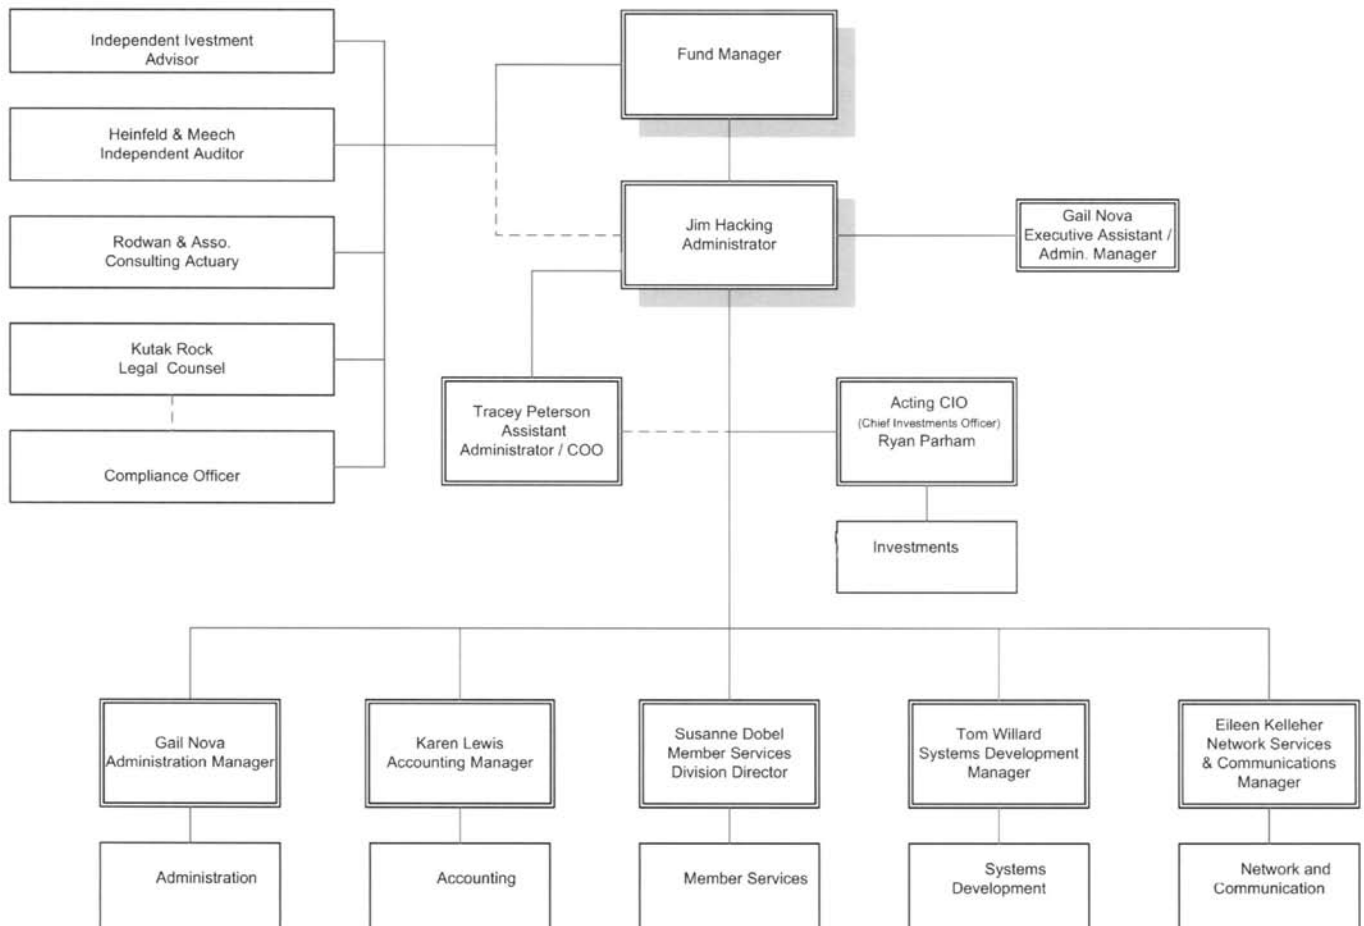 Independent Ivestment
Advisor
Fund Manager
Heinfeld & Meech
Independent Auditor
Jim Hacking
Administrator
Gail Nova
Executive Assistant /
Admin. Manager
Rodwan & Asso.
Consulting Actuary
Kutak Rock
Legal Counsel
Tracey Peterson
Assistant
Administrator / COO
Acting CIO
(Chief Investments Officer)
Ryan Parham
Compliance Officer
Investments
Gail Nova
Administration Manager
Karen Lewis
Accounting Manager
Susanne Dobel
Member Services
Division Director
Tom Willard
Systems Development
Manager
Eileen Kelleher
Network Services
& Communications
Manager
Administration
Accounting
Member Services
Systems
Development
Network and
Communication